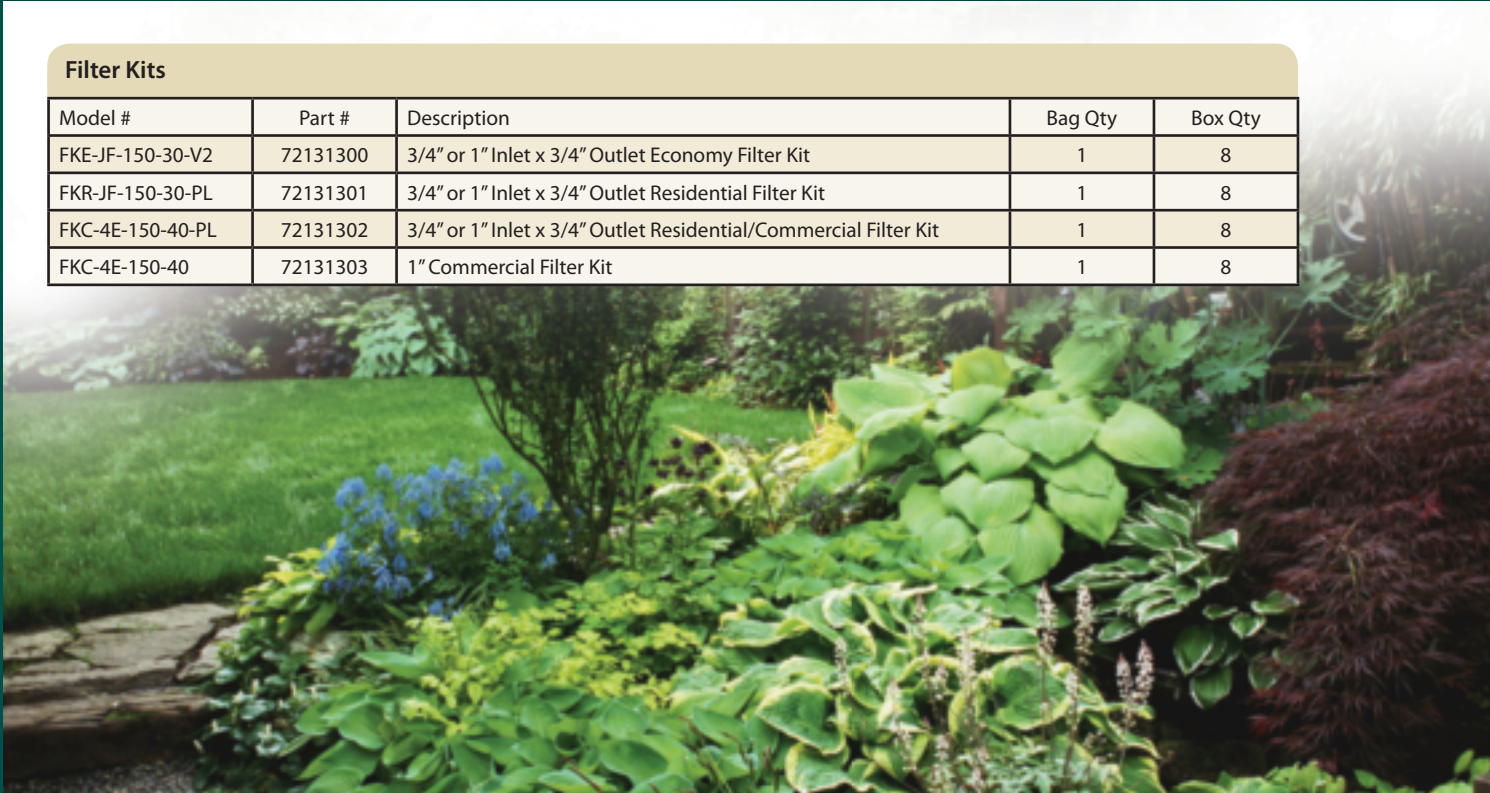 Filter Kits
Model # Part # Description Bag Qty Box Qty
FKE-JF-150-30-V2 72131300 3/4” or 1” Inlet x 3/4” Outlet Economy Filter Kit 1 8
FKR-JF-150-30-PL 72131301 3/4” or 1” Inlet x 3/4” Outlet Residential Filter Kit 1 8
FKC-4E-150-40-PL 72131302 3/4” or 1” Inlet x 3/4” Outlet Residential/Commercial Filter Kit 1 8
FKC-4E-150-40 72131303 1” Commercial Filter Kit 1 8